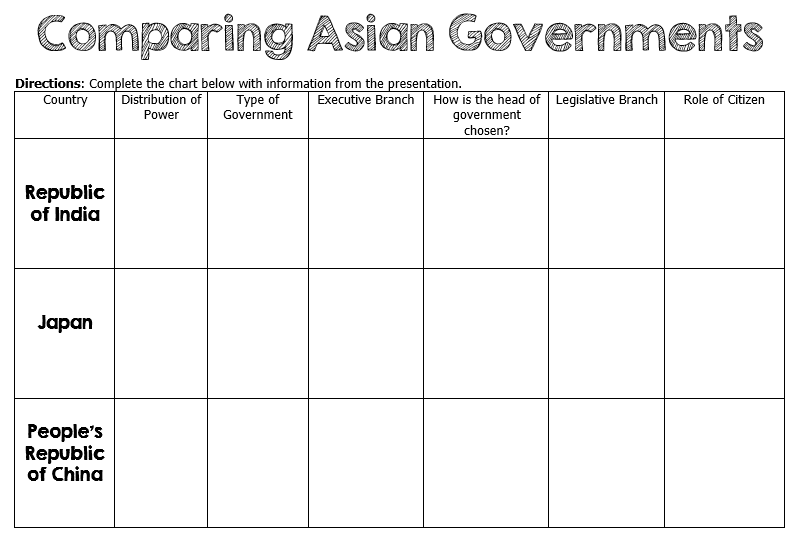 Comparing Asian Governments
Directions: Complete the chart below with information from the presentation.
Country
Distribution of
Power
Type of
Government
Executive Branch
How is the head of
government
chosen?
Legislative Branch
Role of Citizen
Republic
of India
Japan
People's
Republic
of China